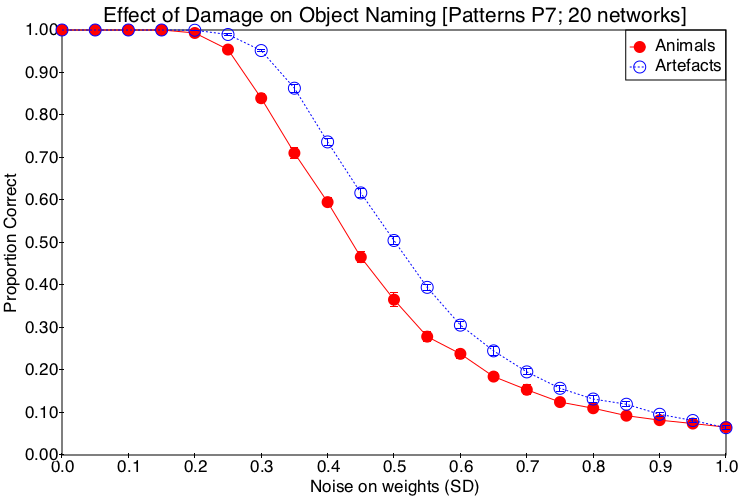 Effect of Damage on Object Naming [Patterns P7; 20 networks]
1.00
0.90
0.80
0.70
0.60
0.50
0.40
0.30
0.20
0.10
0.00
Proportion Correct
Animals
Artefacts
0.0 0.1 0.2 0.3 0.4 0.5 0.6 0.7 0.8 0.9 1.0
Noise on weights (SD)